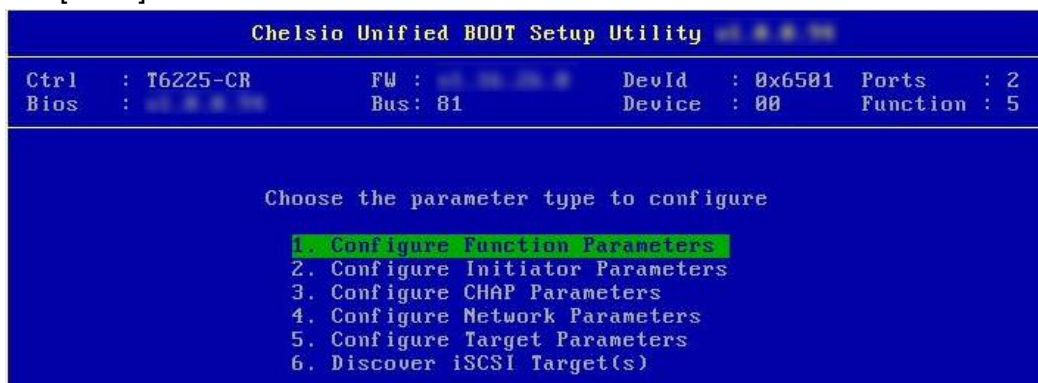 Chelsio Unified BOOT Setup Utility
Ctrl : T6225-CR FW : DevId : 0x6501 Ports : 2
Bios : Bus: 81 Device : 00 Function : 5
Choose the parameter type to configure
1. Configure Function Parameters
2. Configure Initiator Parameters
3. Configure CHAP Parameters
4. Configure Network Parameters
5. Configure Target Parameters
6. Discover iSCSI Target(s)